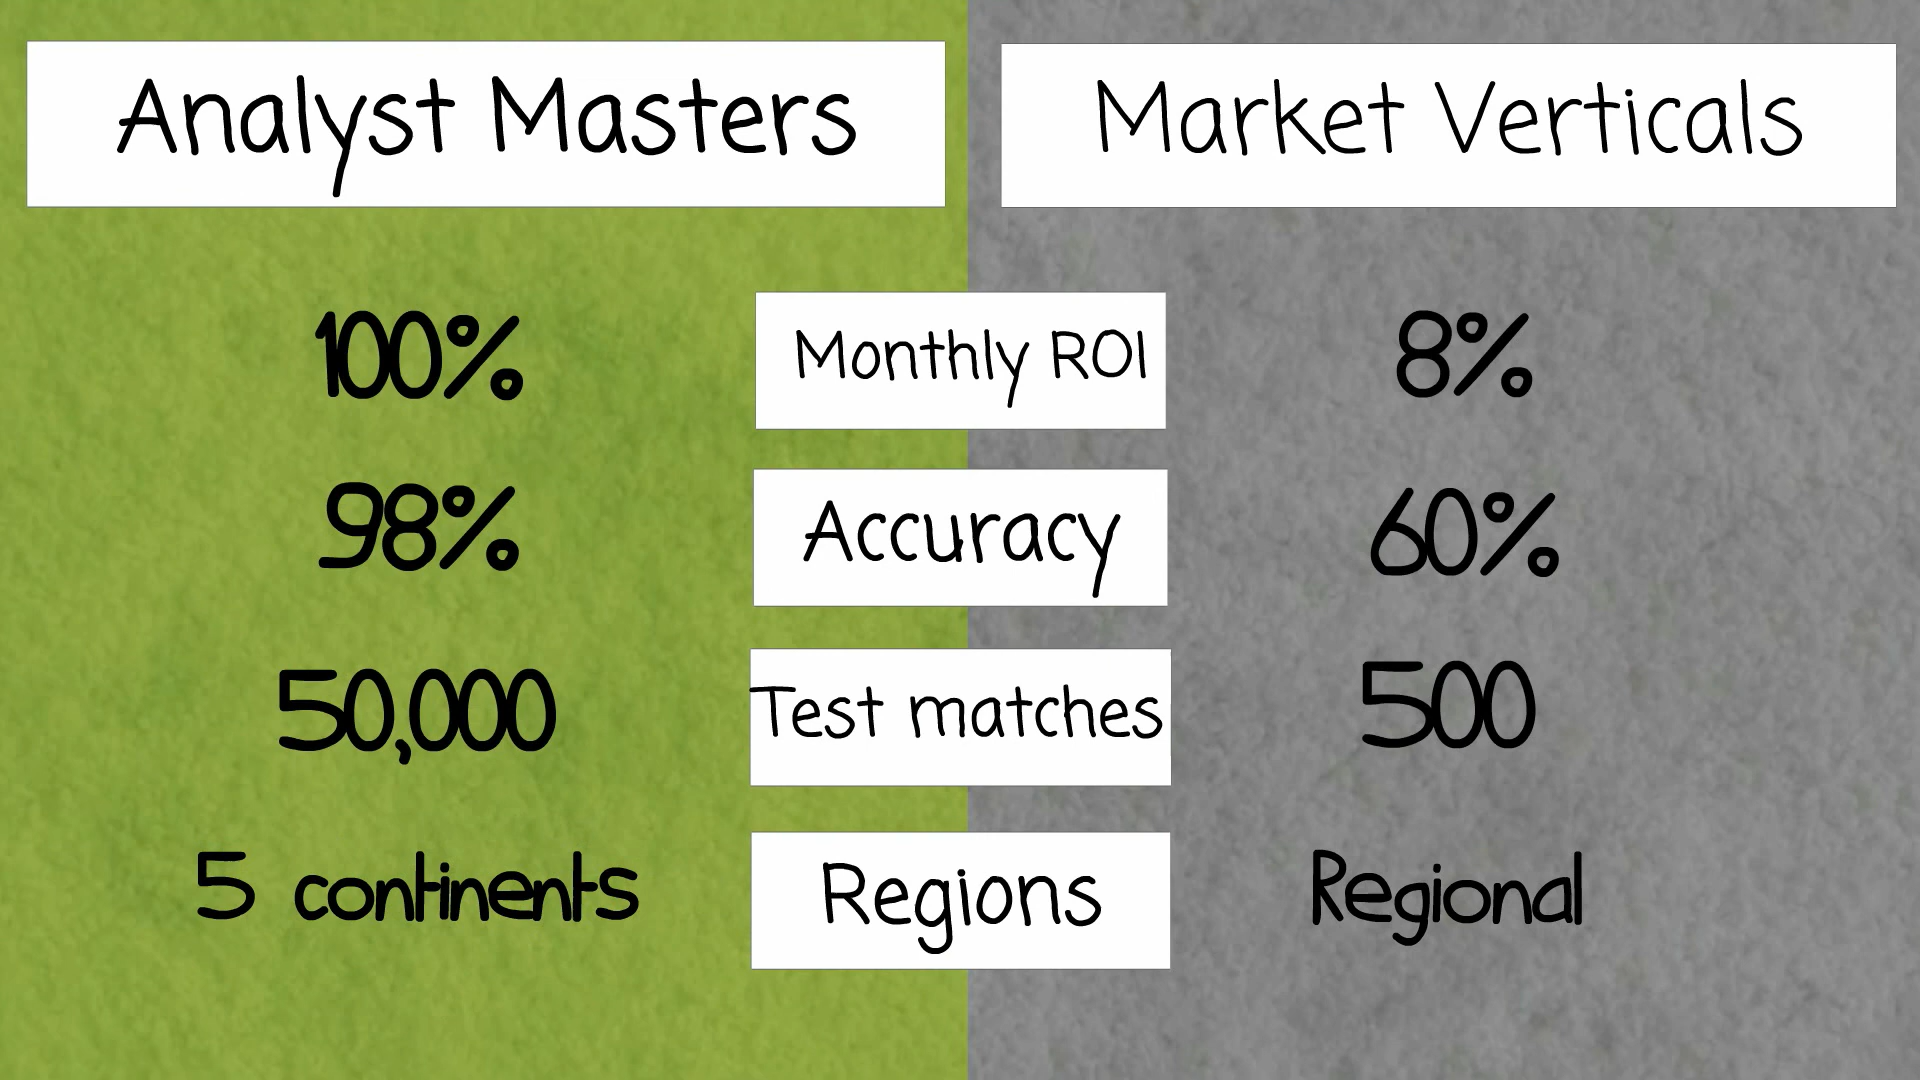 Analyst Masters Market Verticals
100% Monthly ROI 8%
98% Accuracy 60%
50,000 Test matches 500
5 continents Regions Regional